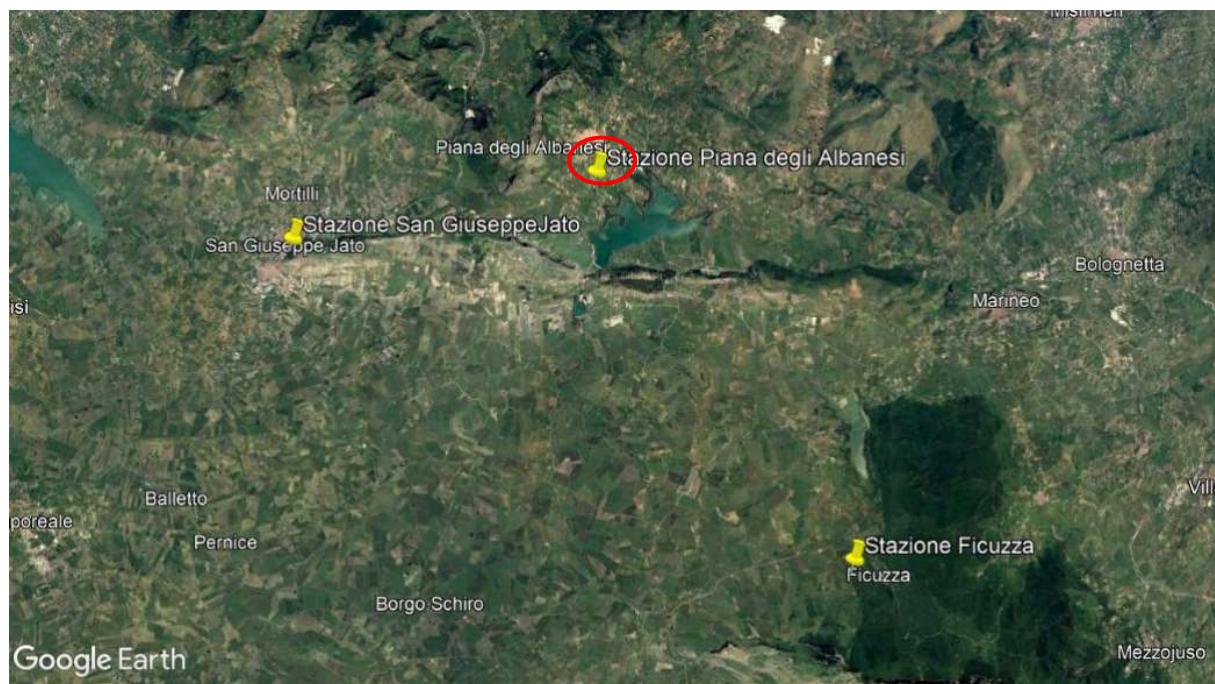 Misilmeri
Piana degli Albanesi
Stazione Piana degli Albanesi
Mortilli
Stazione San GiuseppeJato
San Giuseppe Jato
Bolognetta
isi
Marineo
Balletto
Vill
poreale
Pernice
Stazione Ficuzza
Ficuzza
Borgo Schiro
Mezzojuso
Google Earth